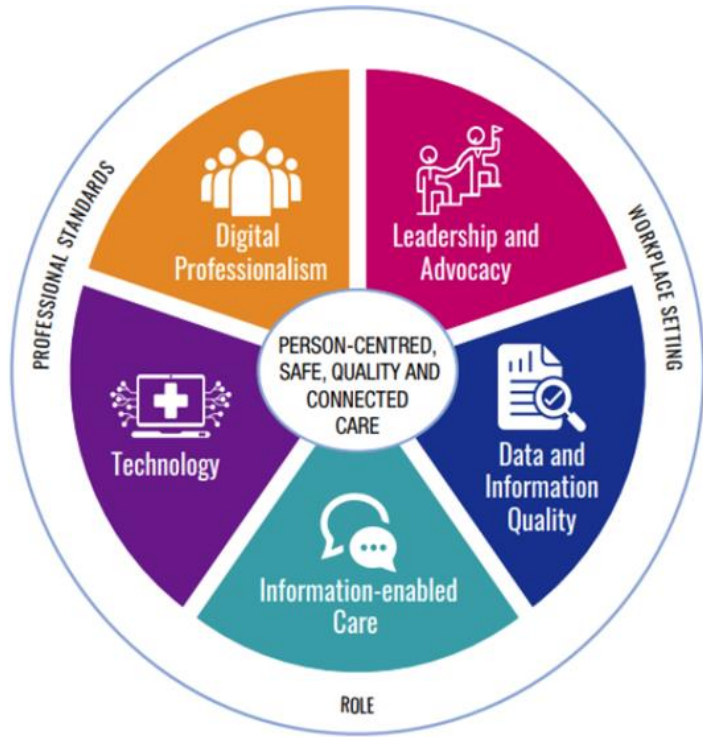 PROFESSIONAL STANDARDS
WORKPLACE SETTING
Digital
Professionalism
Leadership and
Advocacy
PERSON-CENTRED,
SAFE, QUALITY AND
CONNECTED
CARE
Technology
Data and
Information
Quality
Information-enabled
Care
ROLE